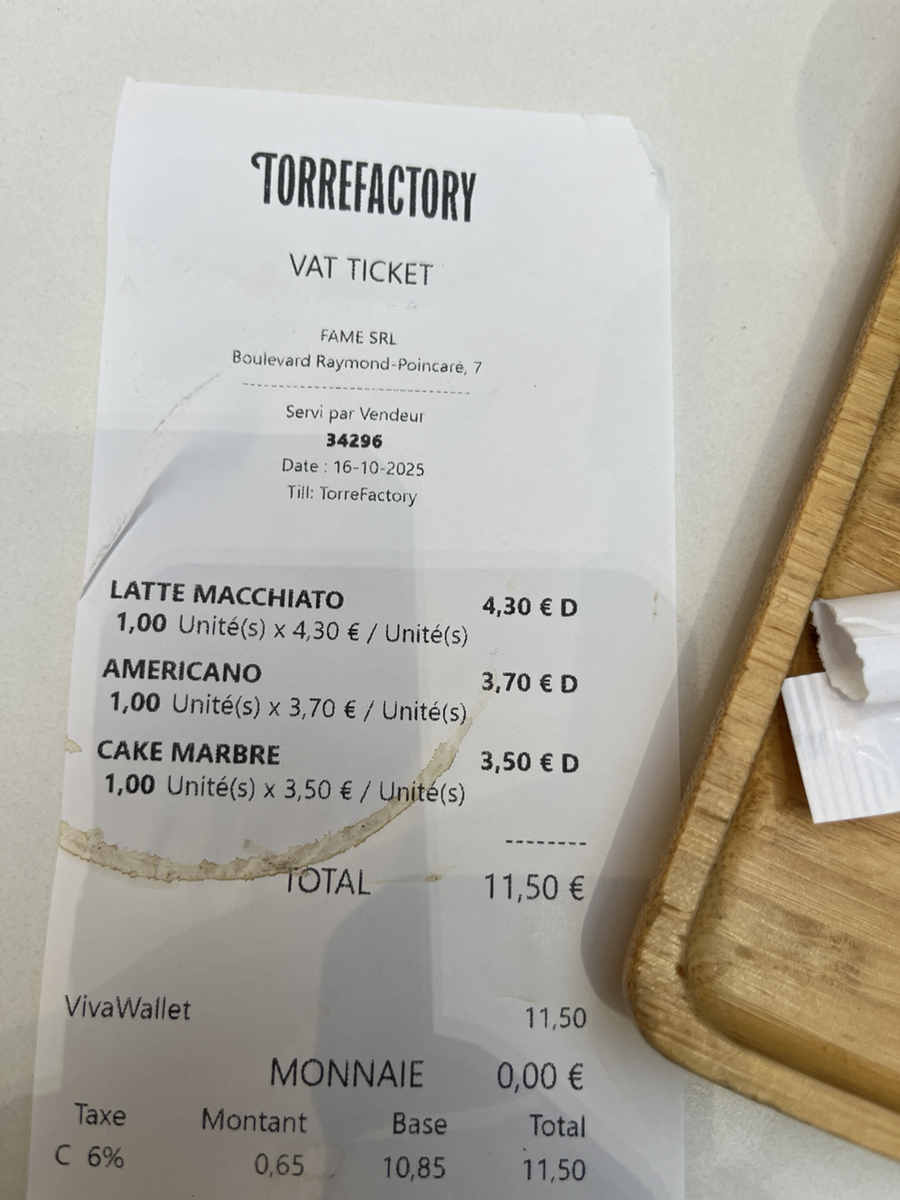 TORREFACTORY
VAT TICKET
FAME SRL
Boulevard Raymond-Poincaré, 7
--------------------------------
Servi par Vendeur
34296
Date : 16-10-2025
Till: TorreFactory
LATTE MACCHIATO 4,30 € D
1,00 Unité(s) x 4,30 € / Unité(s)
AMERICANO 3,70 € D
1,00 Unité(s) x 3,70 € / Unité(s)
CAKE MARBRE 3,50 € D
1,00 Unité(s) x 3,50 € / Unité(s)
--------
TOTAL 11,50 €
VivaWallet 11,50
MONNAIE 0,00 €
Taxe Montant Base Total
C 6% 0,65 10,85 11,50